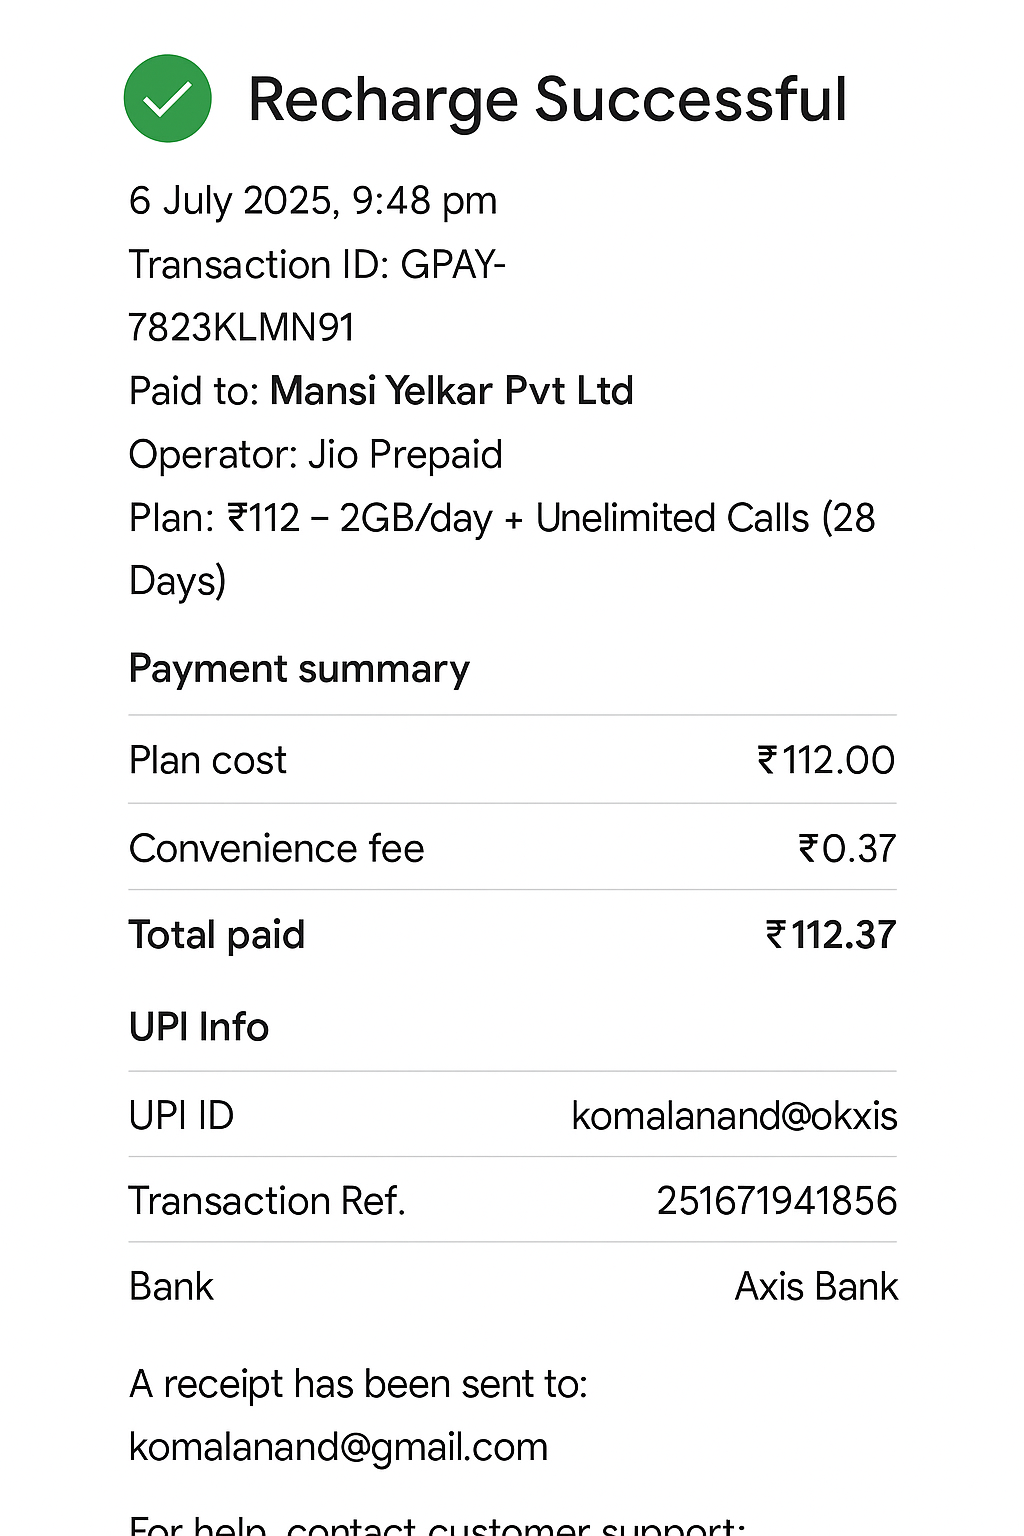 Recharge Successful
6 July 2025, 9:48 pm
Transaction ID: GPAY-
7823KLMN91
Paid to: Mansi Yelkar Pvt Ltd
Operator: Jio Prepaid
Plan: ₹112 – 2GB/day + Unelimited Calls (28
Days)
Payment summary
Plan cost ₹112.00
Convenience fee ₹0.37
Total paid ₹112.37
UPI Info
UPI ID komalanand@okxis
Transaction Ref. 251671941856
Bank Axis Bank
A receipt has been sent to:
komalanand@gmail.com
For help, contact customer support: